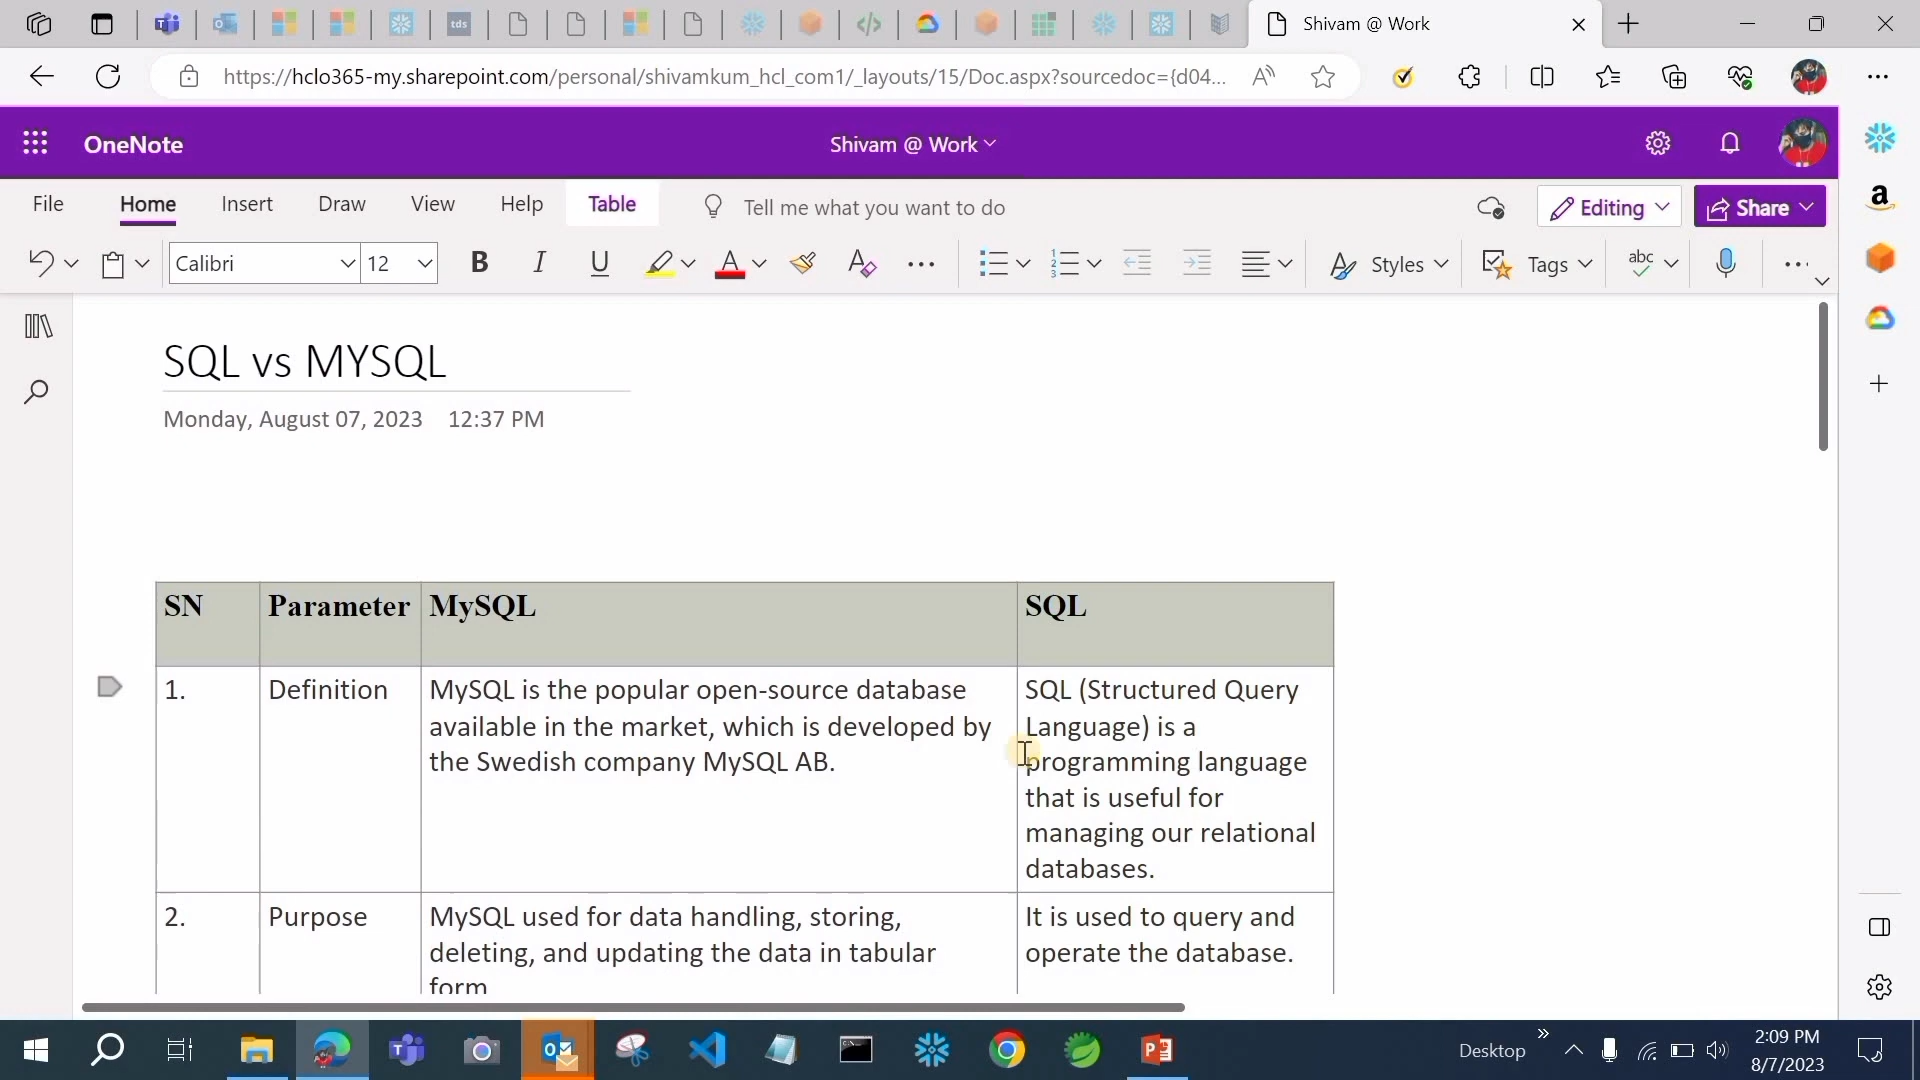 Shivam @ Work
https://hclo365-my.sharepoint.com/personal/shivamkum_hcl_com1/_layouts/15/Doc.aspx?sourcedoc={d04...
OneNote
Shivam @ Work
File Home Insert Draw View Help Table Tell me what you want to do Editing Share
Calibri 12 B I U A A Styles Tags abc
SQL vs MYSQL
Monday, August 07, 2023 12:37 PM
SN Parameter MySQL SQL
1. Definition MySQL is the popular open-source database SQL (Structured Query
available in the market, which is developed by Language) is a
the Swedish company MySQL AB. programming language
that is useful for
managing our relational
databases.
2. Purpose MySQL used for data handling, storing, It is used to query and
deleting, and updating the data in tabular operate the database.
form
Desktop 2:09 PM
8/7/2023